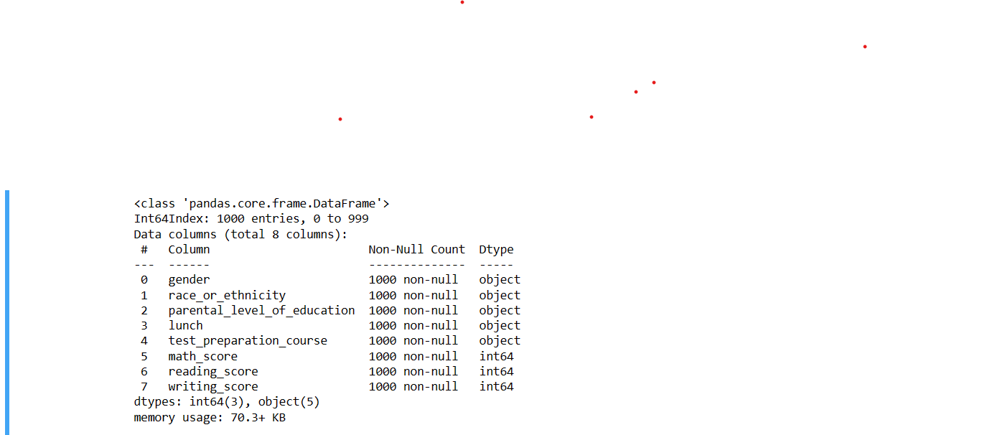 <class 'pandas.core.frame.DataFrame'>
Int64Index: 1000 entries, 0 to 999
Data columns (total 8 columns):
 #   Column                       Non-Null Count  Dtype
---  ------                       --------------  -----
 0   gender                       1000 non-null   object
 1   race_or_ethnicity            1000 non-null   object
 2   parental_level_of_education  1000 non-null   object
 3   lunch                        1000 non-null   object
 4   test_preparation_course      1000 non-null   object
 5   math_score                   1000 non-null   int64
 6   reading_score                1000 non-null   int64
 7   writing_score                1000 non-null   int64
dtypes: int64(3), object(5)
memory usage: 70.3+ KB